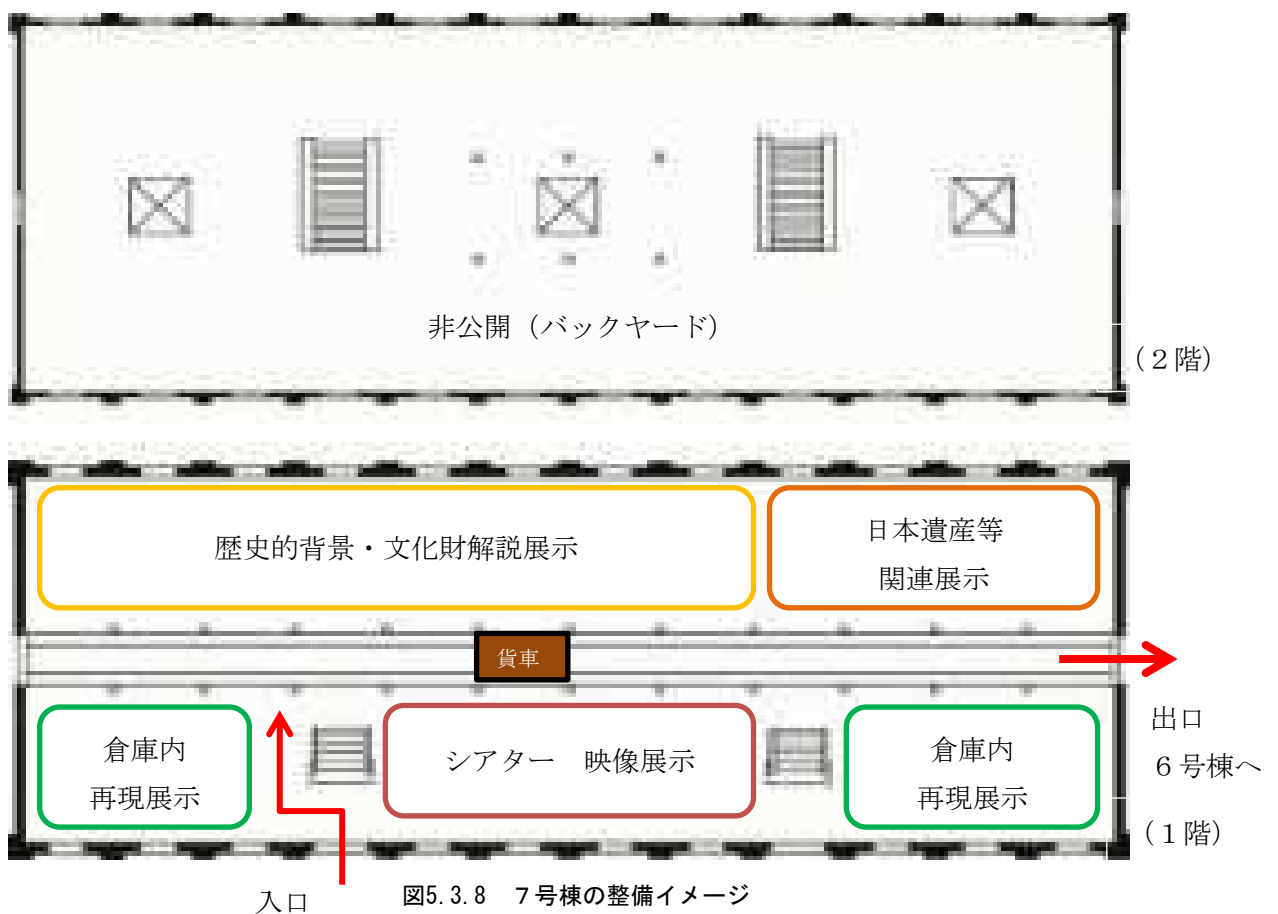 非公開（バックヤード）
（２階）
歴史的背景・文化財解説展示
日本遺産等
関連展示
貨車
倉庫内
再現展示
シアター　映像展示
倉庫内
再現展示
出口
６号棟へ
（１階）
入口
図5.3.8　７号棟の整備イメージ